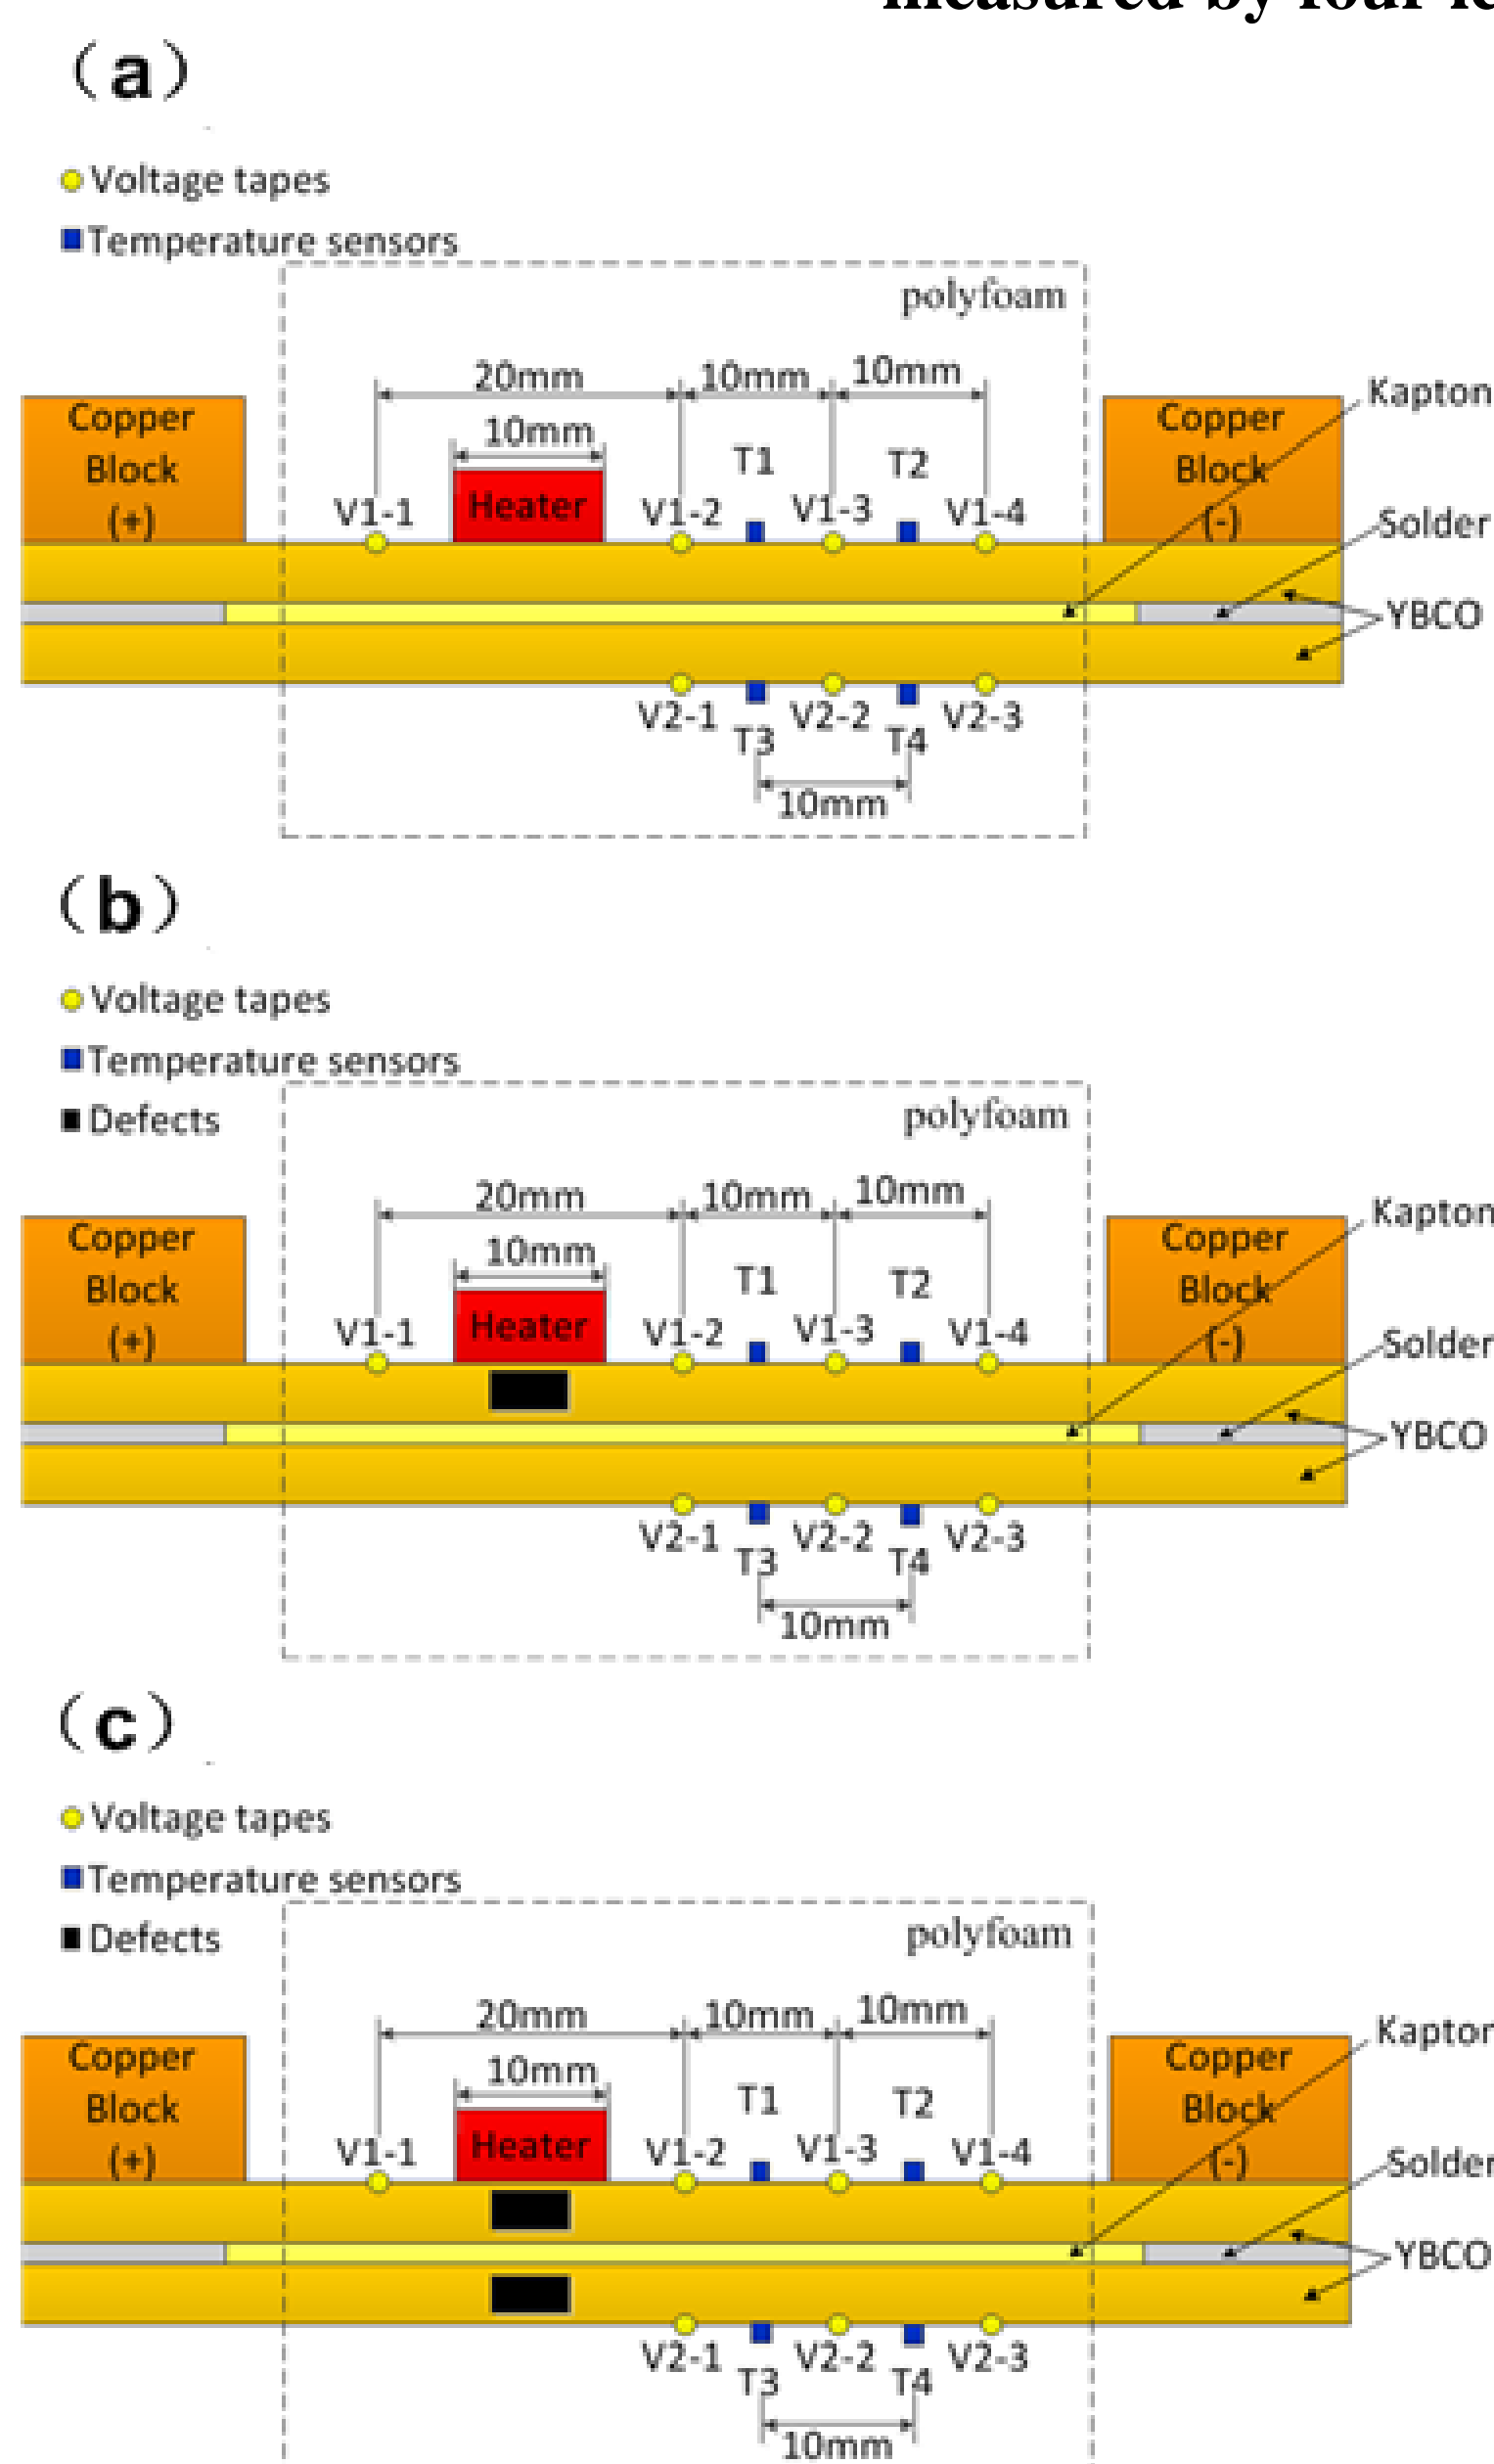 measured by four
(a)
Voltage tapes
Temperature sensors
polyfoam
20mm 10mm 10mm
Kapton
Copper Block (+)
10mm
T1 T2
Copper Block (-)
Heater
V1-1 V1-2 V1-3 V1-4
Solder
YBCO
V2-1 V2-2 V2-3
T3 T4
10mm
(b)
Voltage tapes
Temperature sensors
Defects
polyfoam
20mm 10mm 10mm
Kapton
Copper Block (+)
10mm
T1 T2
Copper Block (-)
Heater
V1-1 V1-2 V1-3 V1-4
Solder
YBCO
V2-1 V2-2 V2-3
T3 T4
10mm
(c)
Voltage tapes
Temperature sensors
Defects
polyfoam
20mm 10mm 10mm
Kapton
Copper Block (+)
10mm
T1 T2
Copper Block (-)
Heater
V1-1 V1-2 V1-3 V1-4
Solder
YBCO
V2-1 V2-2 V2-3
T3 T4
10mm